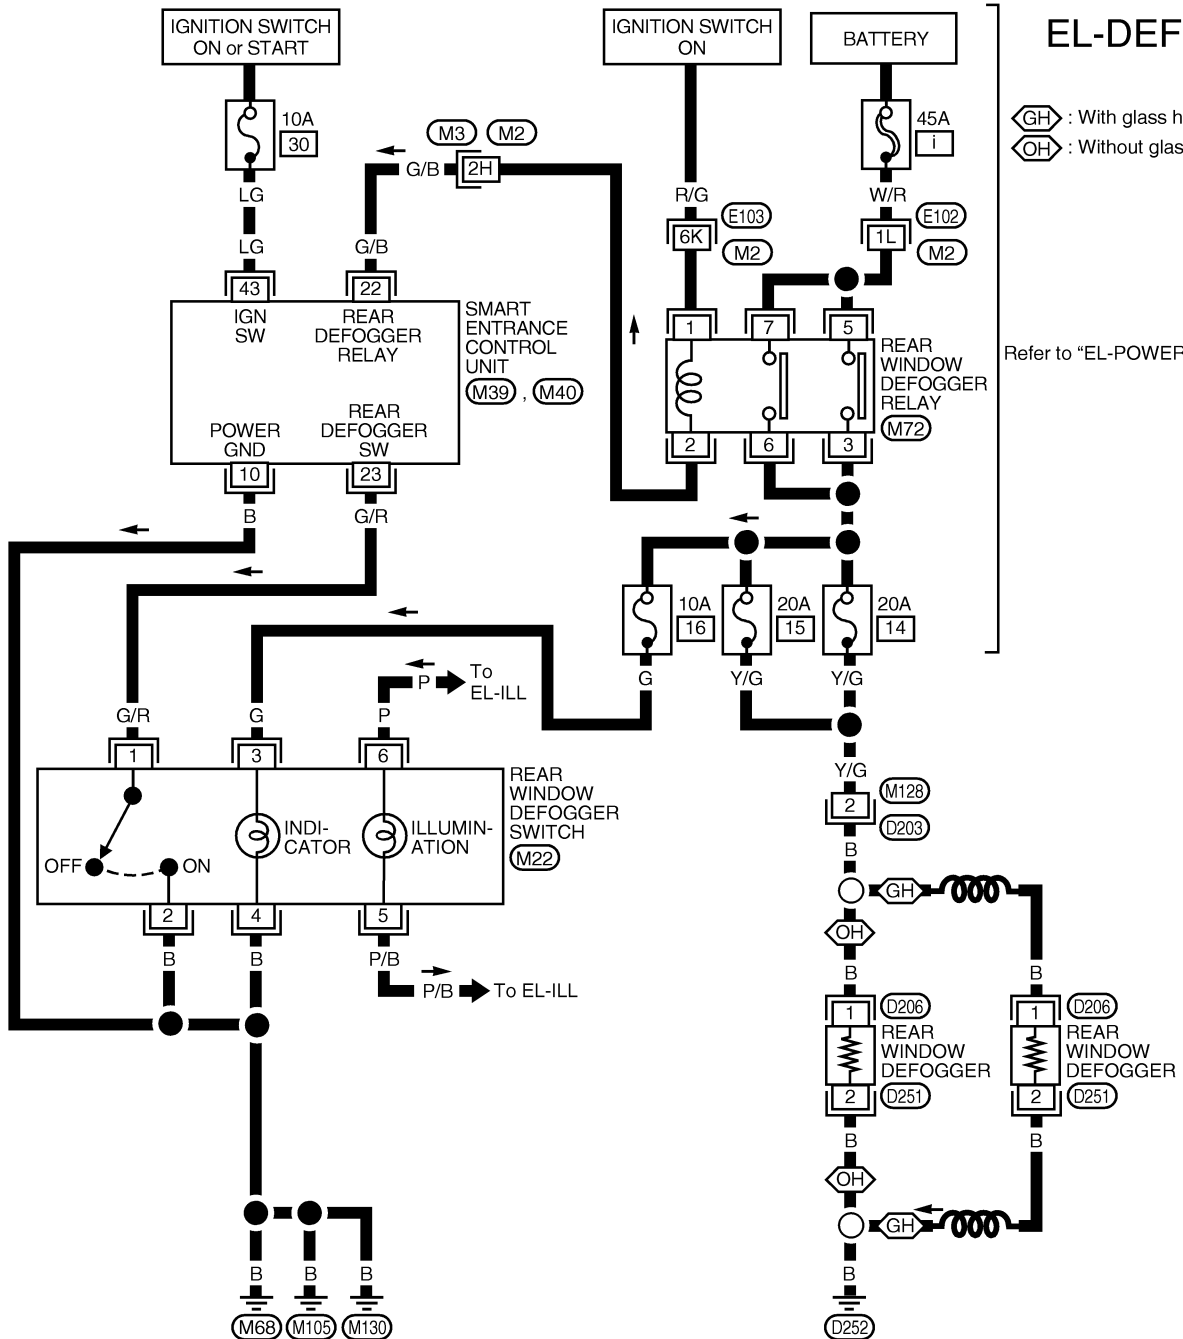 IGNITION SWITCH
ON or START
IGNITION SWITCH
ON
BATTERY
EL-DEF
10A
30
M3
M2
45A
i
GH : With glass h
OH : Without glas
G/B
2H
LG
R/G
W/R
E103
E102
6K
1L
M2
M2
LG
G/B
43
22
IGN
SW
REAR
DEFOGGER
RELAY
SMART
ENTRANCE
CONTROL
UNIT
M39 , M40
1
7
5
REAR
WINDOW
DEFOGGER
RELAY
M72
Refer to “EL-POWER
POWER
GND
REAR
DEFOGGER
SW
10
23
2
6
3
B
G/R
10A
16
20A
15
20A
14
G
Y/G
Y/G
To
EL-ILL
P
P
G/R
G
1
3
6
Y/G
REAR
WINDOW
DEFOGGER
SWITCH
M22
2
M128
D203
INDI-
CATOR
ILLUMIN-
ATION
OFF
ON
B
GH
2
4
5
OH
B
B
P/B
B
B
P/B
To EL-ILL
1
D206
REAR
WINDOW
DEFOGGER
2
D251
1
D206
REAR
WINDOW
DEFOGGER
2
D251
B
B
OH
GH
B
B
B
B
M68
M105
M130
D252